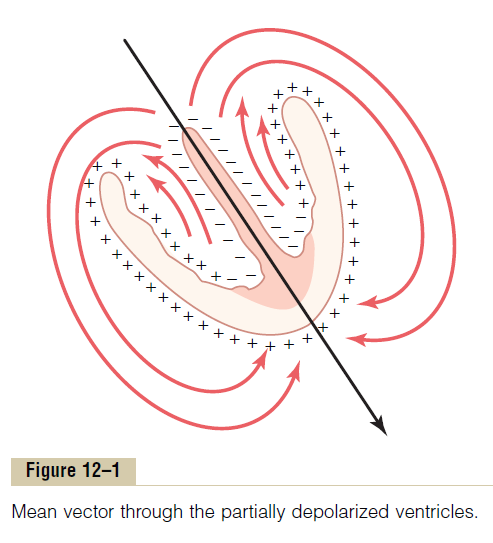 Figure 12–1
Mean vector through the partially depolarized ventricles.